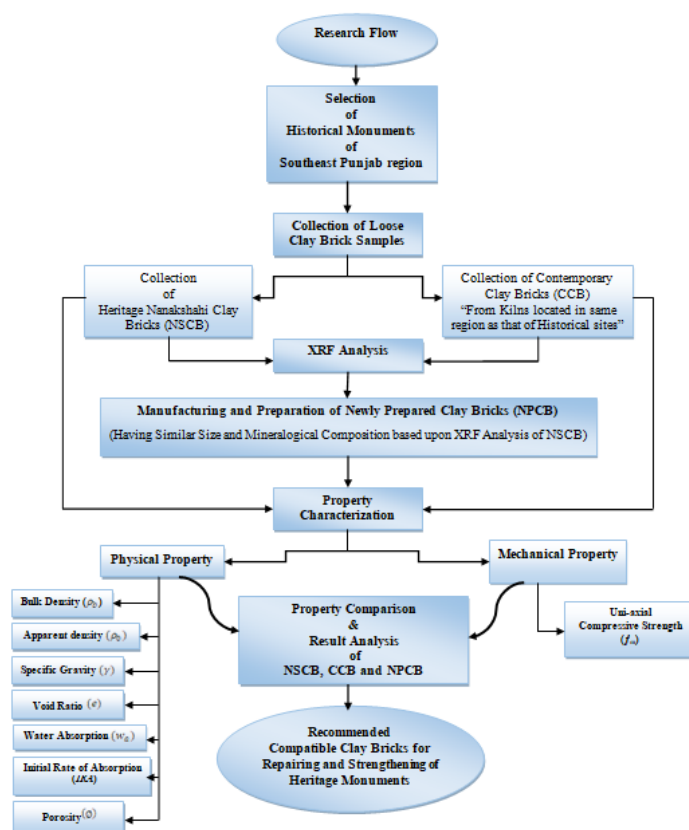 Research Flow
Selection
of
Historical Monuments
of
Southeast Punjab region
Collection of Loose
Clay Brick Samples
Collection
of
Heritage Nanakshahi Clay
Bricks (NSCB)
Collection of Contemporary
Clay Bricks (CCB)
“From Kilns located in same
region as that of Historical sites”
XRF Analysis
Manufacturing and Preparation of Newly Prepared Clay Bricks (NPCB)
(Having Similar Size and Mineralogical Composition based upon XRF Analysis of NSCB)
Property
Characterization
Physical Property
Mechanical Property
Bulk Density (ρb)
Apparent density (ρb)
Specific Gravity (γ)
Void Ratio (e)
Water Absorption (wa)
Initial Rate of Absorption
(IRA)
Porosity(∅)
Property Comparison
&
Result Analysis
of
NSCB, CCB and NPCB
Uni-axial
Compressive Strength
Recommended
Compatible Clay Bricks for
Repairing and Strengthening of
Heritage Monuments